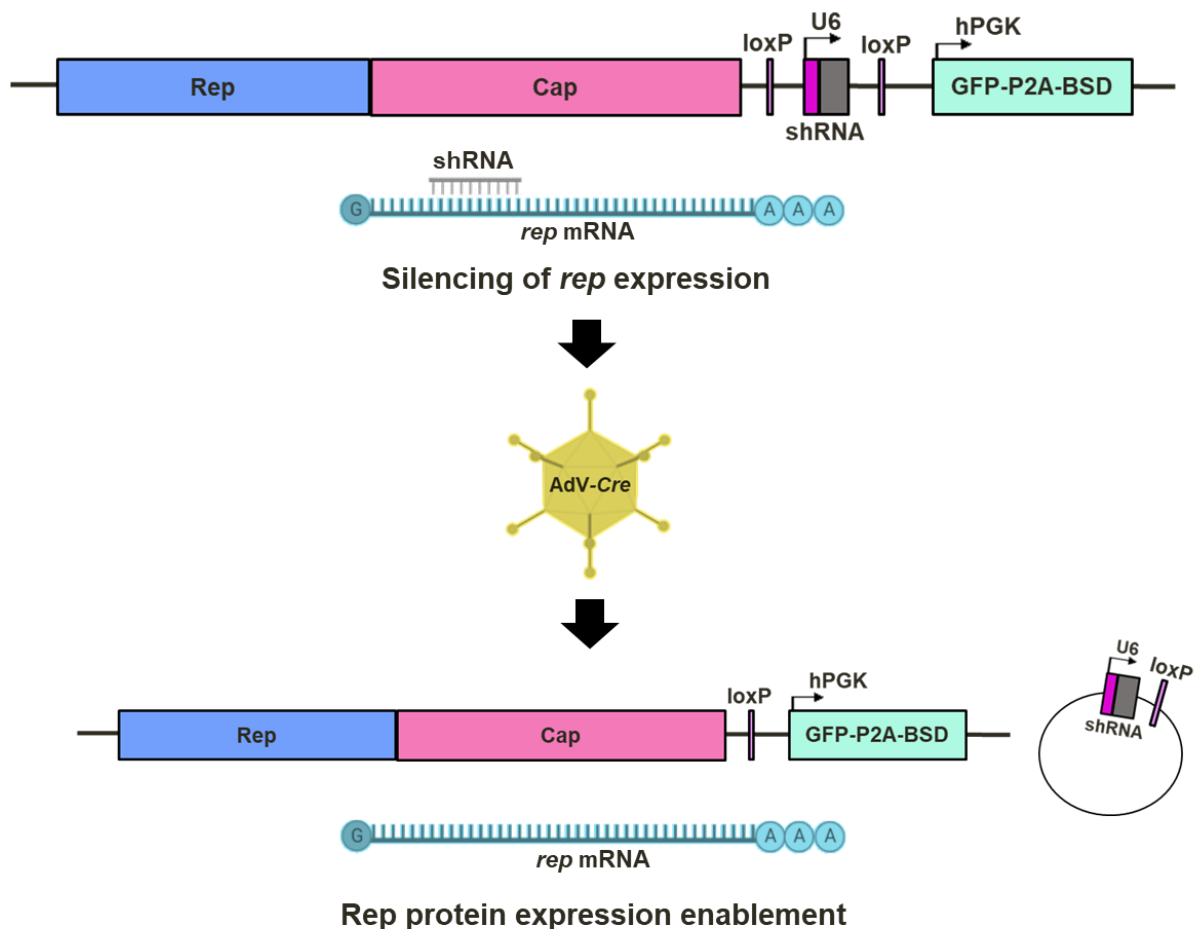 U6
loxP loxP hPGK
Rep Cap GFP-P2A-BSD
shRNA
shRNA
G A A A
rep mRNA
Silencing of rep expression
AdV-Cre
U6
loxP
hPGK
loxP
shRNA
Rep Cap GFP-P2A-BSD
G A A A
rep mRNA
Rep protein expression enablement